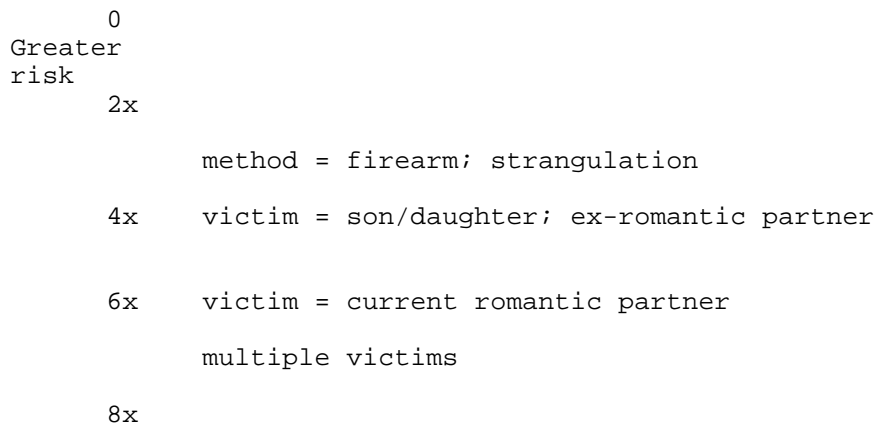 0
Greater
risk
2x
method = firearm; strangulation
4x victim = son/daughter; ex-romantic partner
6x victim = current romantic partner
multiple victims
8x